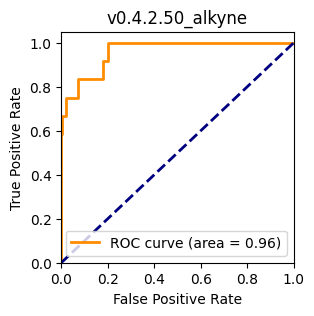 v0.4.2.50_alkyne
True Positive Rate
1.0
0.8
0.6
0.4
0.2
0.0
ROC curve (area = 0.96)
0.0 0.2 0.4 0.6 0.8 1.0
False Positive Rate